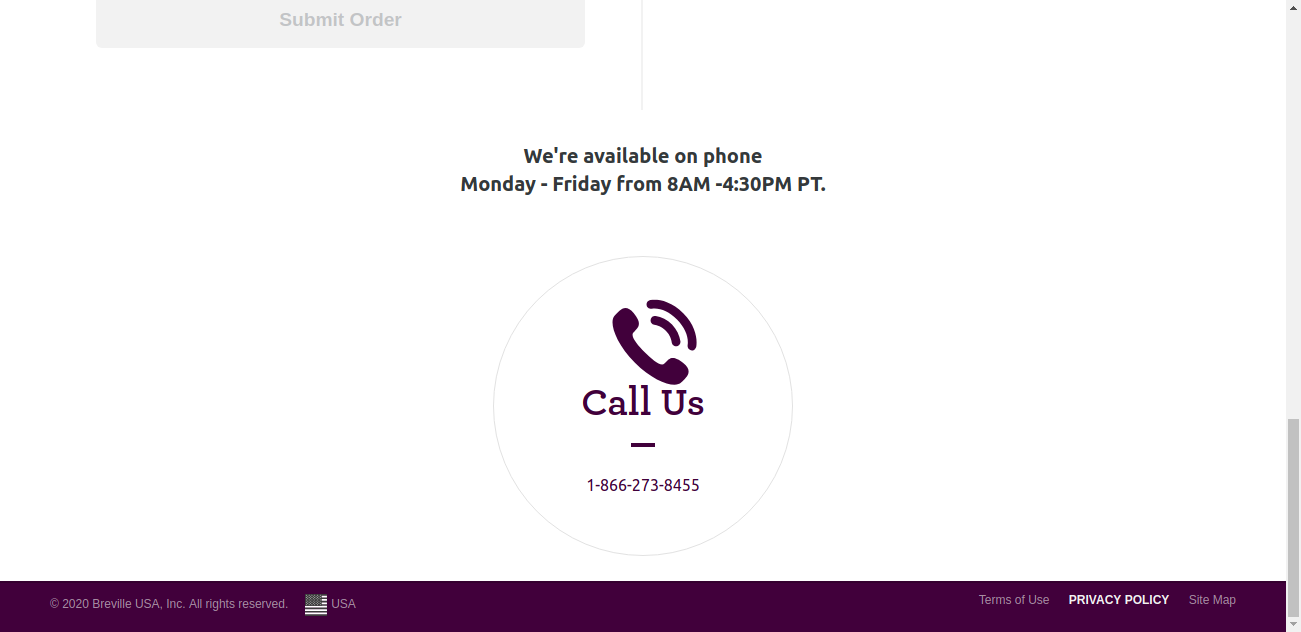 Submit Order
We're available on phone
Monday - Friday from 8AM -4:30PM PT.
Call Us
1-866-273-8455
© 2020 Breville USA, Inc. All rights reserved.
USA
Terms of Use
PRIVACY POLICY
Site Map